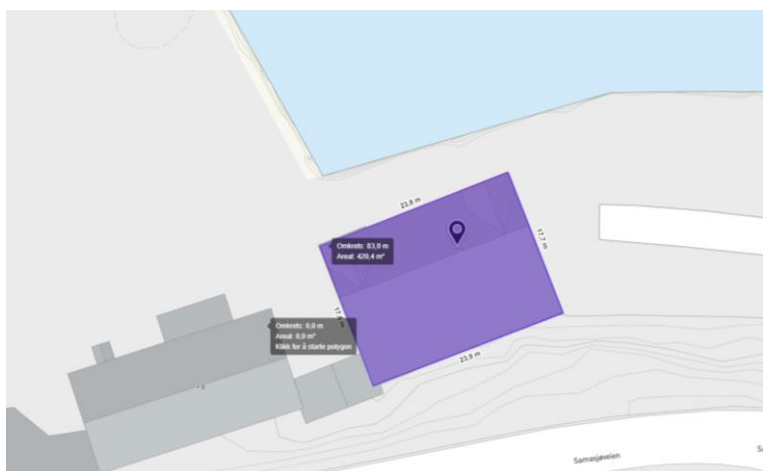 23,8 m
Omkrets: 83,0 m
Areal: 420,4 m²
17,7 m
Omkrets: 0,0 m
Areal: 0,0 m²
Klikk for å starte polygon
23,9 m
Samasjøveien